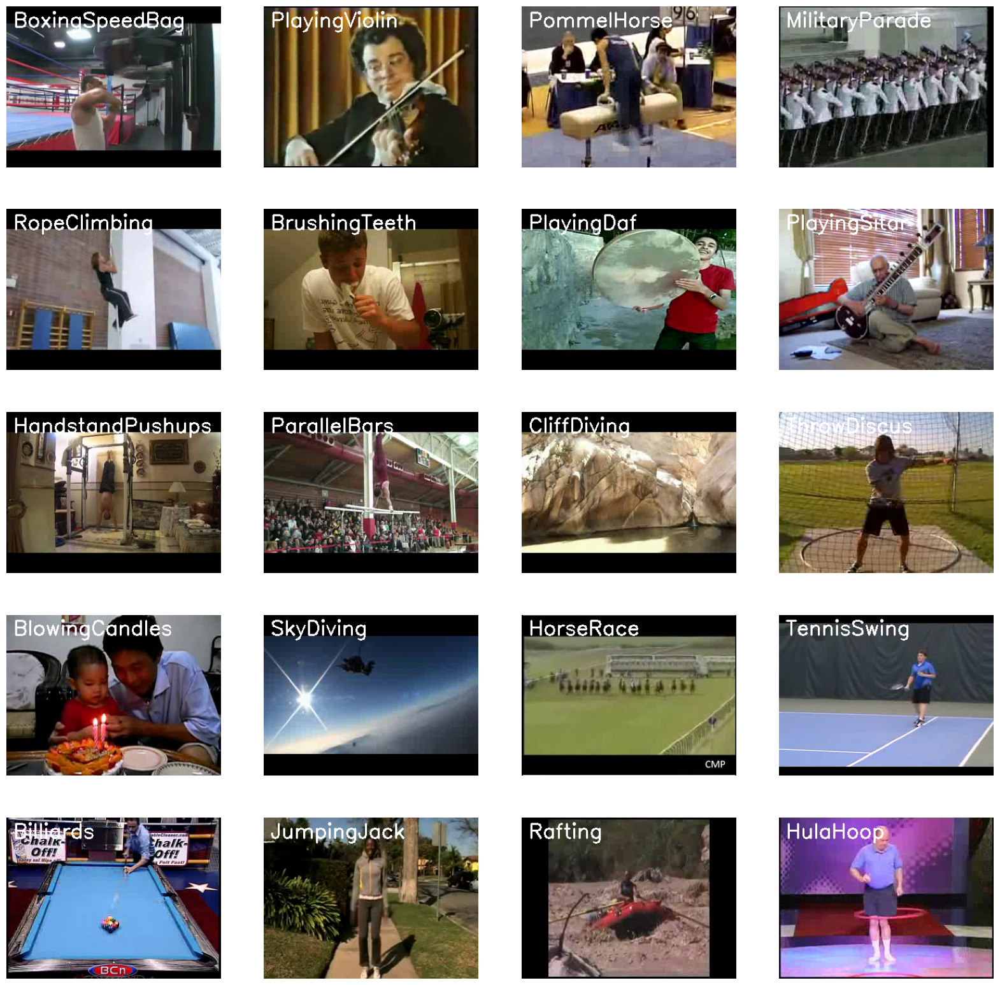 BoxingSpeedBag
PlayingViolin
PommelHorse
96
MilitaryParade
RopeClimbing
BrushingTeeth
PlayingDaf
PlayingSitar
HandstandPushups
ParallelBars
CliffDiving
ThrowDiscus
BlowingCandles
SkyDiving
HorseRace
CMP
TennisSwing
Billiards
Chalk-
Off!
Chalk-
Off!
BCn
JumpingJack
Rafting
HulaHoop